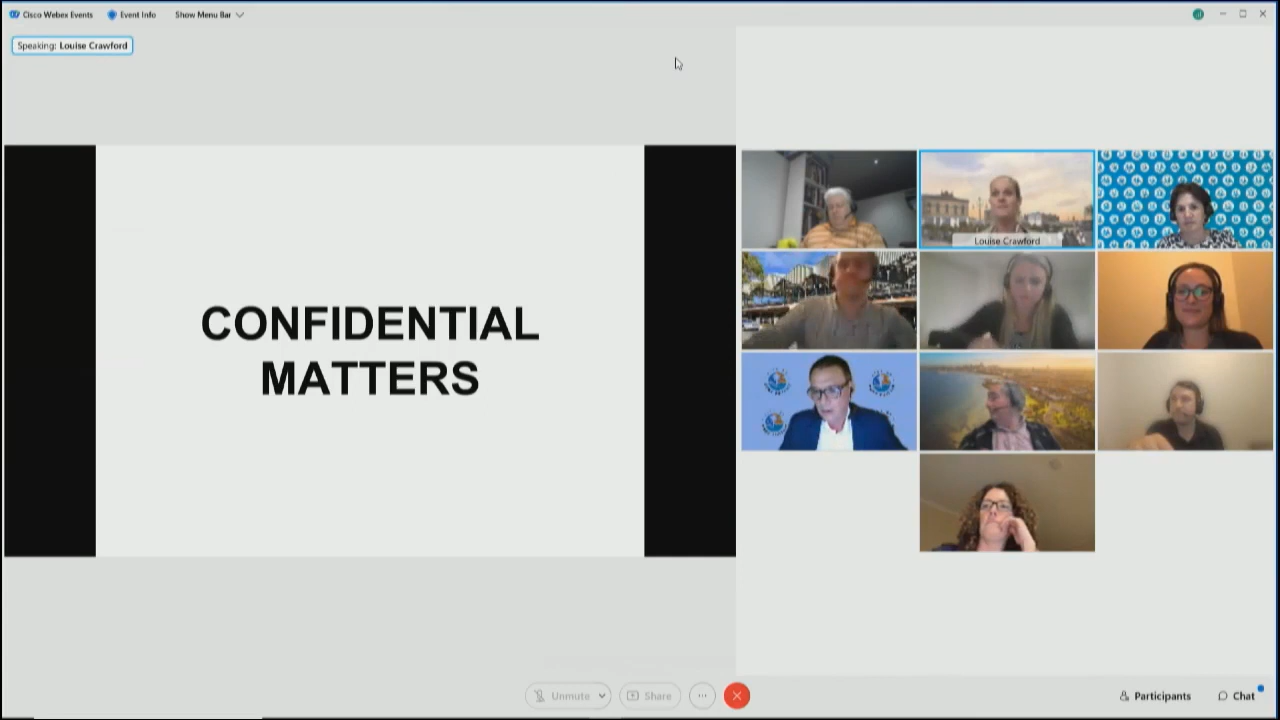 Cisco Webex Events
Event Info
Show Menu Bar
Speaking: Louise Crawford
CONFIDENTIAL
MATTERS
Louise Crawford
Unmute
Share
Participants
Chat